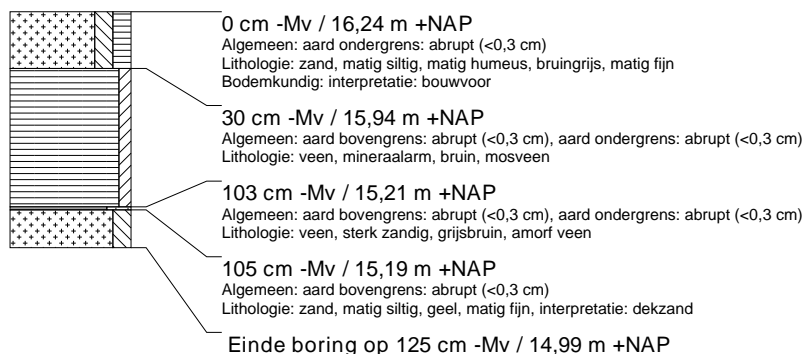 0 cm -Mv / 16,24 m +NAP
Algemeen: aard ondergrens: abrupt (<0,3 cm)
Lithologie: zand, matig siltig, matig humeus, bruingrijs, matig fijn
Bodemkundig: interpretatie: bouwvoor
30 cm -Mv / 15,94 m +NAP
Algemeen: aard bovengrens: abrupt (<0,3 cm), aard ondergrens: abrupt (<0,3 cm)
Lithologie: veen, mineraalarm, bruin, mosveen
103 cm -Mv / 15,21 m +NAP
Algemeen: aard bovengrens: abrupt (<0,3 cm), aard ondergrens: abrupt (<0,3 cm)
Lithologie: veen, sterk zandig, grijsbruin, amorf veen
105 cm -Mv / 15,19 m +NAP
Algemeen: aard bovengrens: abrupt (<0,3 cm)
Lithologie: zand, matig siltig, geel, matig fijn, interpretatie: dekzand
Einde boring op 125 cm -Mv / 14,99 m +NAP